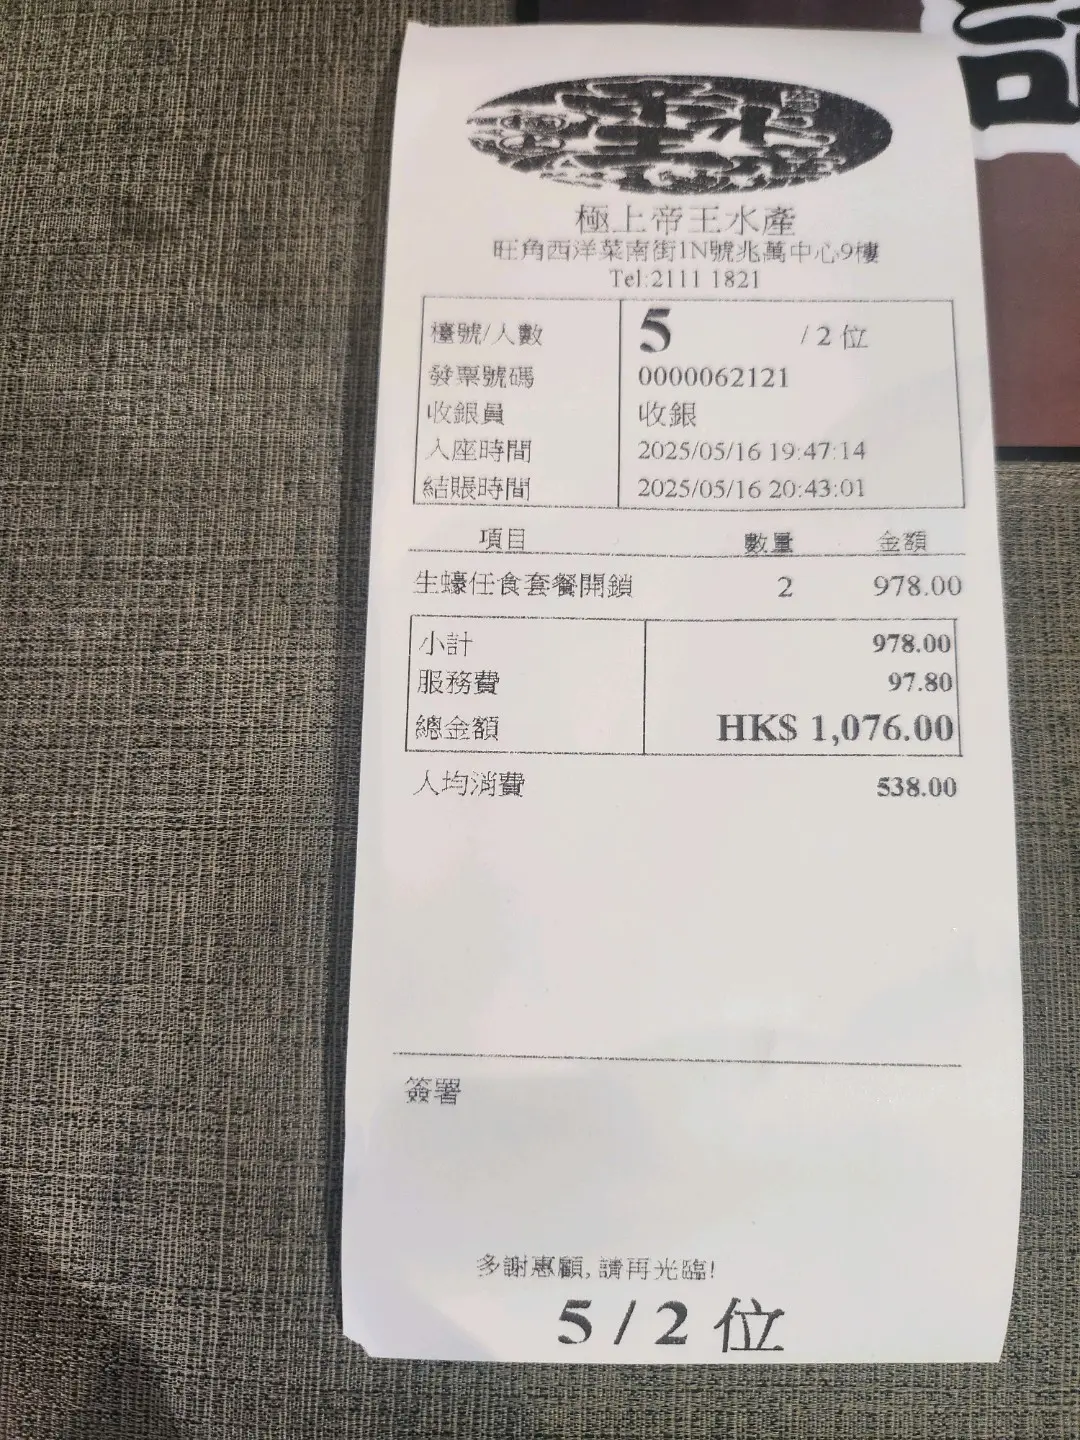 極上帝王水產
旺角西洋菜南街1N號兆萬中心9樓
Tel:2111 1821
檯號/人數 5 / 2 位
發票號碼 0000062121
收銀員 收銀
入座時間 2025/05/16 19:47:14
結賬時間 2025/05/16 20:43:01
項目 數量 金額
生蠔任食套餐開鎖 2 978.00
小計 978.00
服務費 97.80
總金額 HK$ 1,076.00
人均消費 538.00
簽署
多謝惠顧, 請再光臨!
5 / 2 位